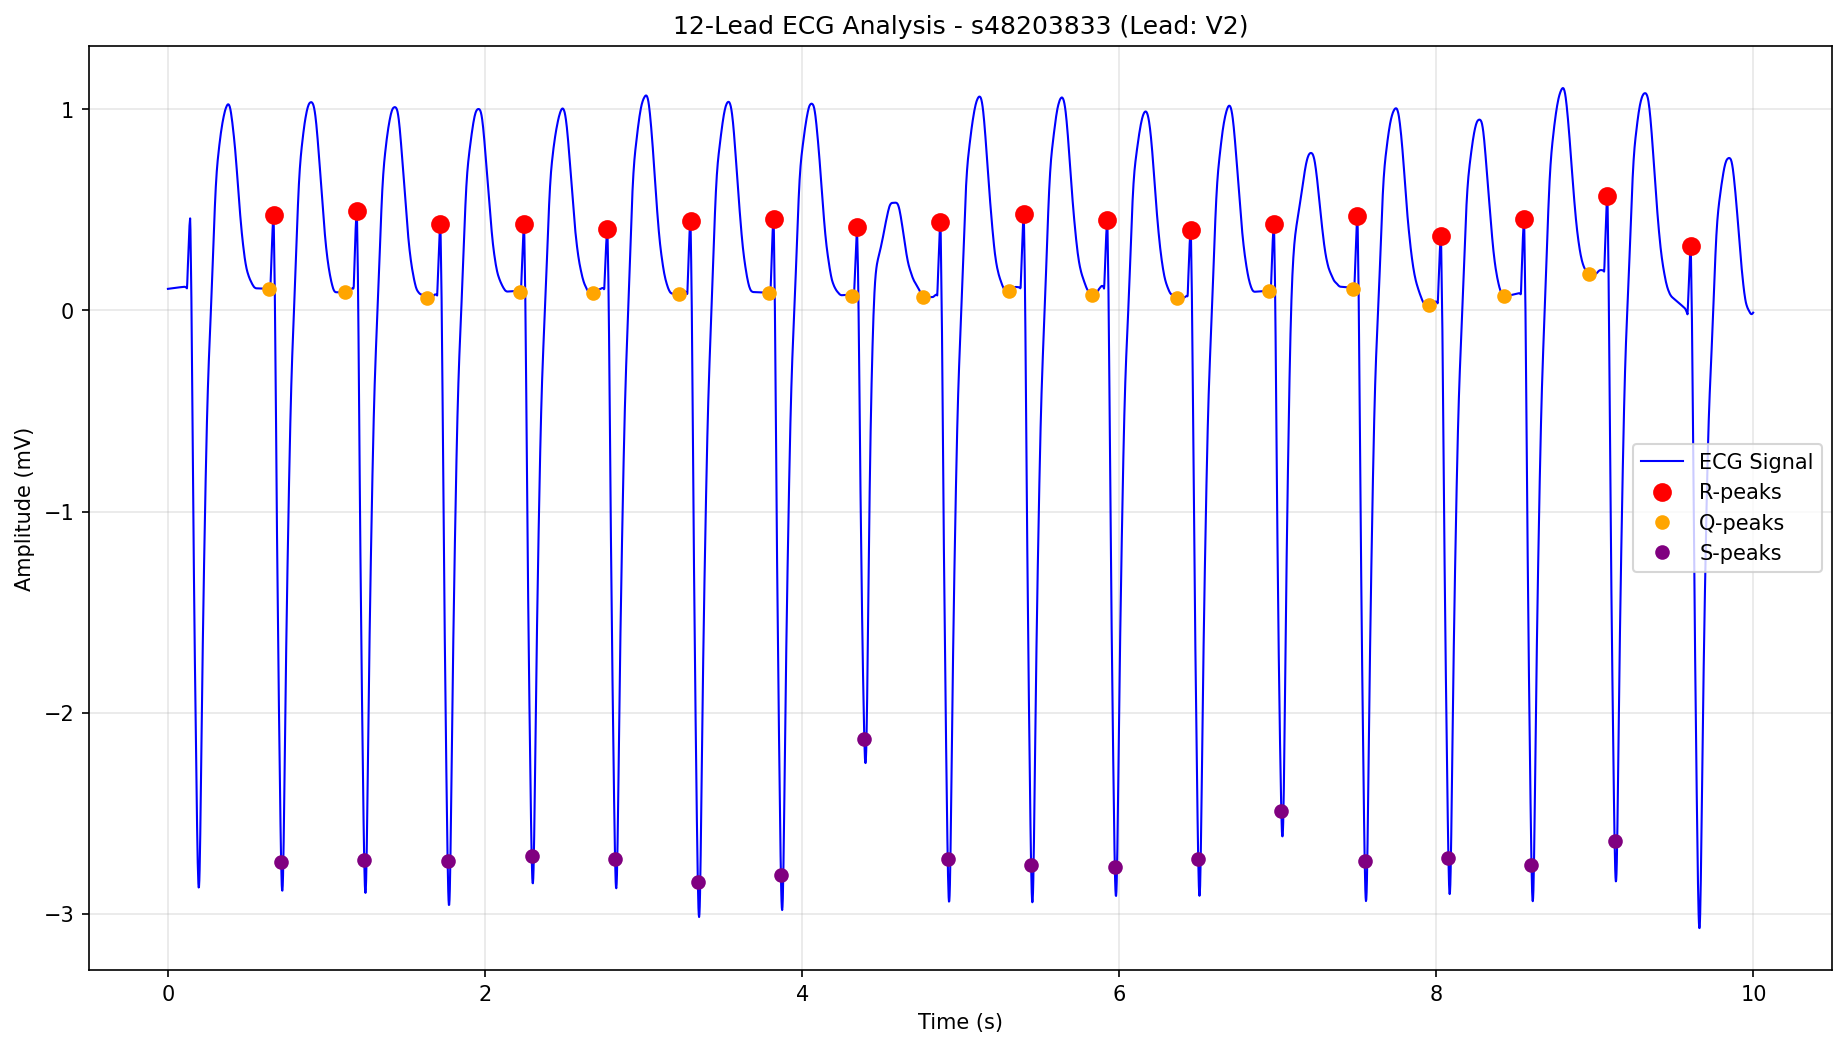 12-Lead ECG Analysis - s48203833 (Lead: V2)
1
0
−1
−2
−3
Amplitude (mV)
ECG Signal
R-peaks
Q-peaks
S-peaks
0 2 4 6 8 10
Time (s)